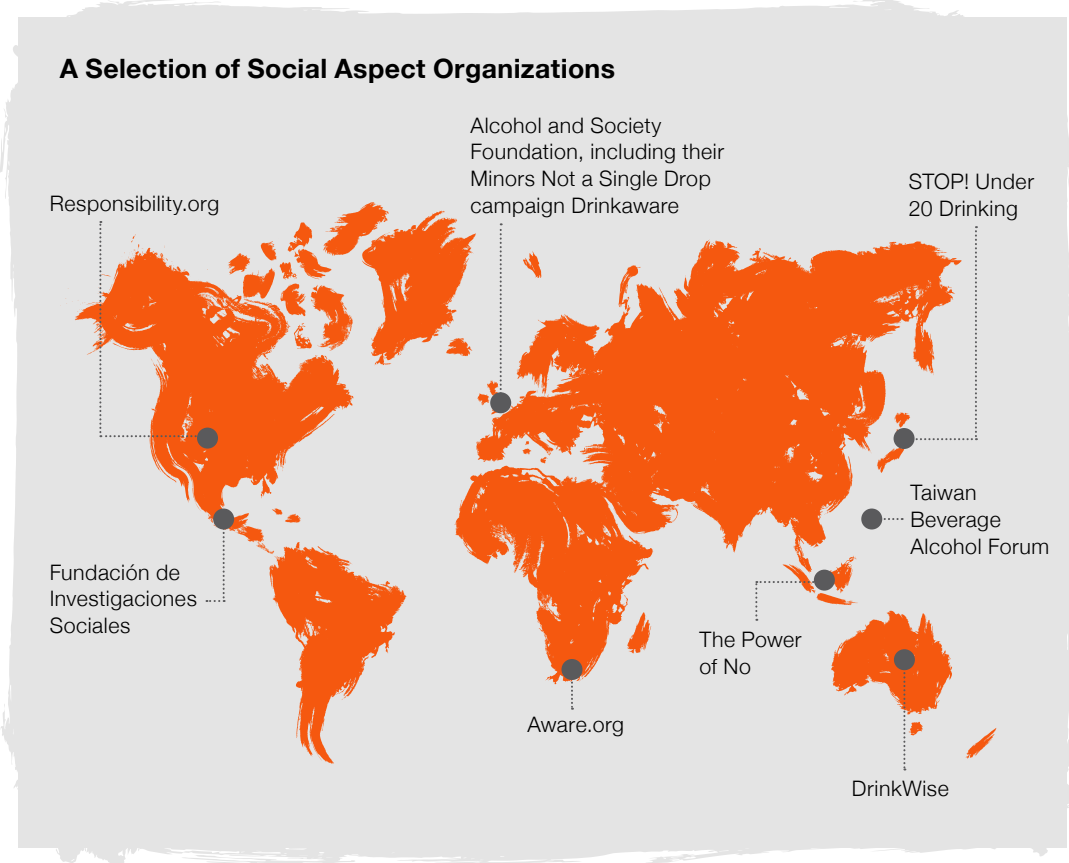 A Selection of Social Aspect Organizations
Alcohol and Society
Foundation, including their
Minors Not a Single Drop
campaign Drinkaware
STOP! Under
20 Drinking
Responsibility.org
Taiwan
Beverage
Alcohol Forum
Fundación de
Investigaciones
Sociales
The Power
of No
Aware.org
DrinkWise